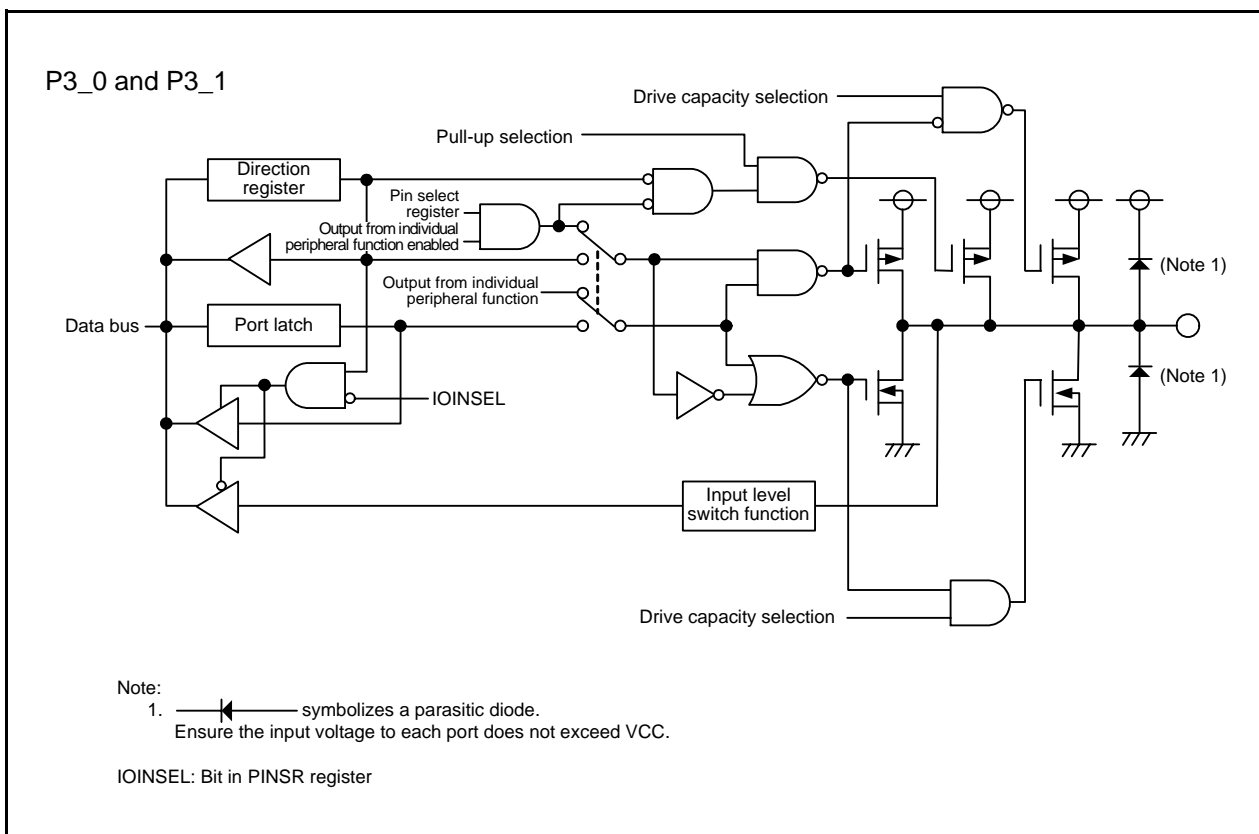 P3_0 and P3_1
Drive capacity selection
Pull-up selection
Direction
register
Pin select
register
Output from individual
peripheral function enabled
Output from individual
peripheral function
(Note 1)
Data bus
Port latch
(Note 1)
IOINSEL
Input level
switch function
Drive capacity selection
Note:
1. symbolizes a parasitic diode.
Ensure the input voltage to each port does not exceed VCC.
IOINSEL: Bit in PINSR register